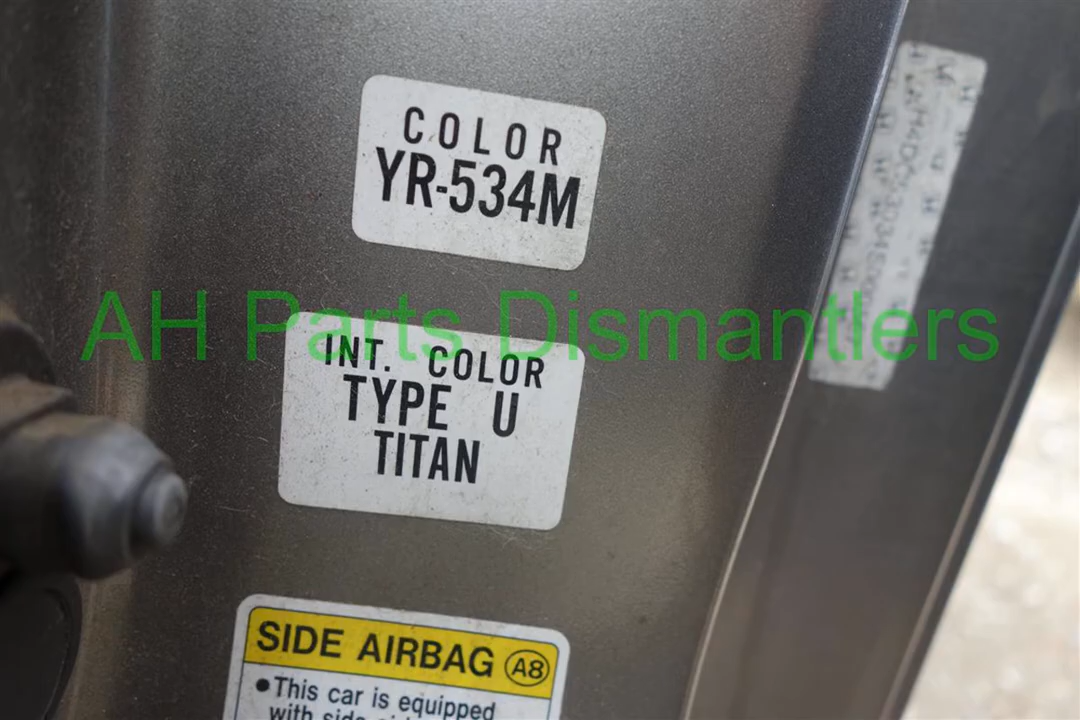 COLOR
YR-534M
AH Parts Dismantlers
INT. COLOR
TYPE U
TITAN
SIDE AIRBAG A8
•This car is equipped